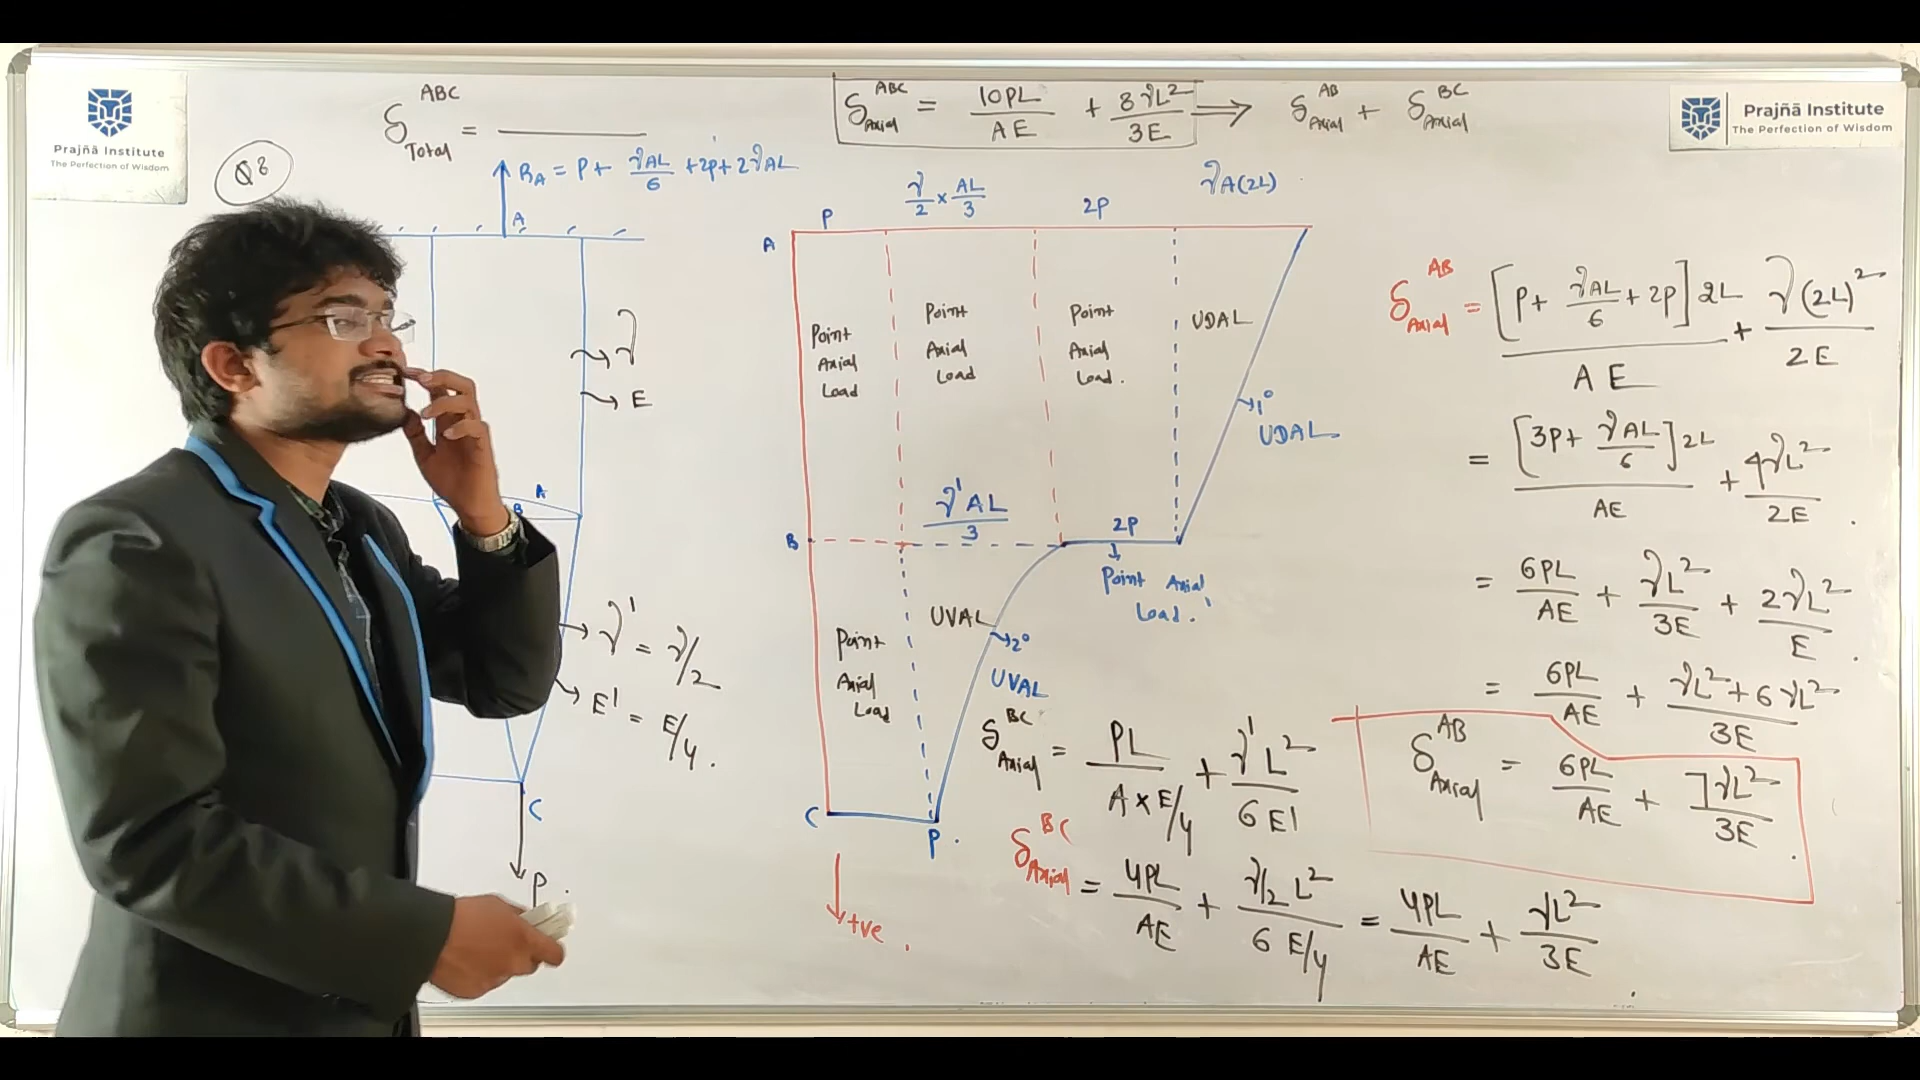 Prajñā Institute
The Perfection of Wisdom
Q8
δ Total ABC = ______
R_A = P + γAL/6 + 2P + 2γAL
A
γ
E
A
B
γ' = γ/2
E' = E/4.
C
P.
δ Axial ABC = 10PL/AE + 8γL²/3E ⇒ δ Axial AB + δ Axial BC
Prajñā Institute
The Perfection of Wisdom
P
γ/2 × AL/3
2P
γA(2L)
A
Point Axial Load
Point Axial Load
Point Axial Load.
UDAL
1°
UDAL
γ'AL/3
2P
B
Point Axial Load.
Point Axial Load
UVAL
2°
UVAL
C
P.
+ve.
δ Axial BC = PL/(A × E/4) + γ'L²/6E'
δ Axial BC = 4PL/AE + (γ/2 L²)/(6 E/4) = 4PL/AE + γL²/3E
δ Axial AB = [P + γAL/6 + 2P]2L/AE + γ(2L)²/2E
= [3P + γAL/6]2L/AE + 4γL²/2E.
= 6PL/AE + γL²/3E + 2γL²/E.
= 6PL/AE + (γL² + 6γL²)/3E
δ Axial AB = 6PL/AE + 7γL²/3E.